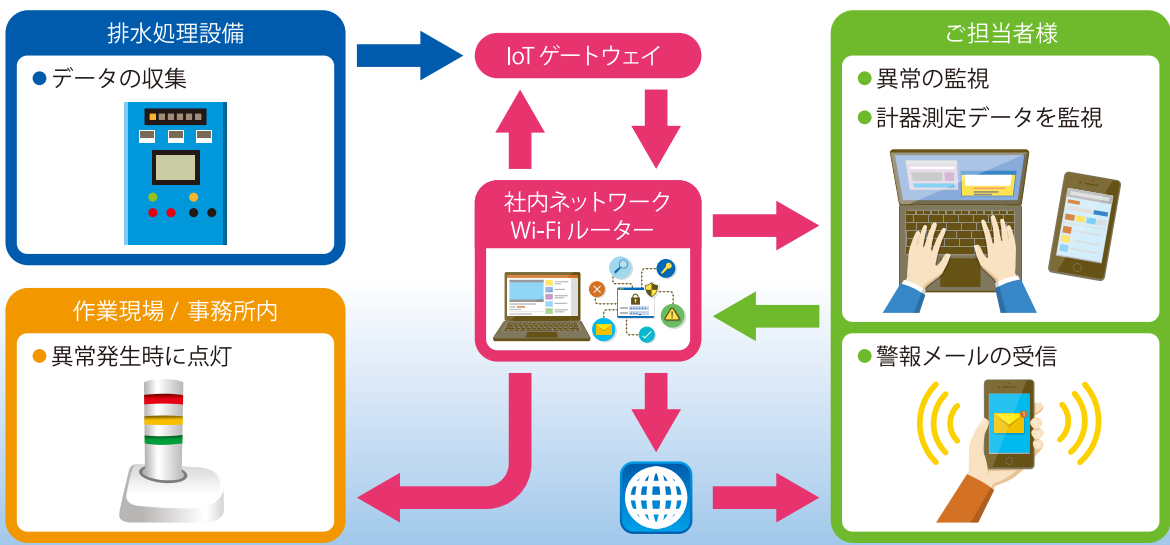 排水処理設備
データの収集
IoT ゲートウェイ
社内ネットワーク
Wi-Fi ルーター
ご担当者様
異常の監視
計器測定データを監視
作業現場 / 事務所内
異常発生時に点灯
警報メールの受信